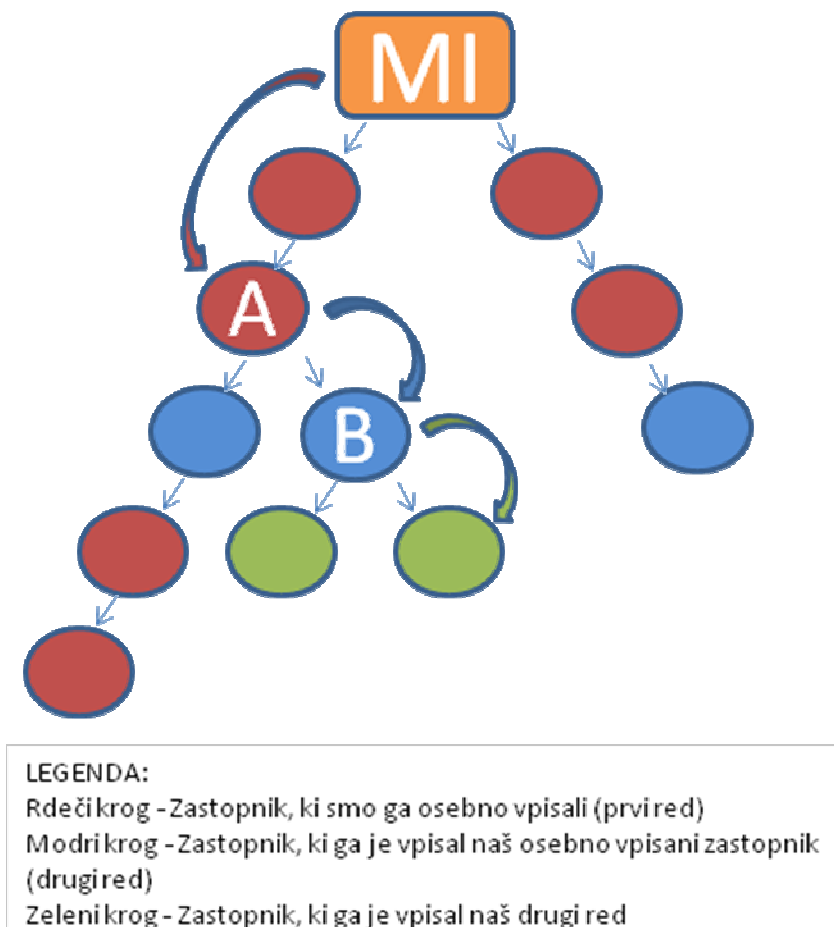 MI
A
B
LEGENDA:
Rdeči krog - Zastopnik, ki smo ga osebno vpisali (prvi red)
Modri krog - Zastopnik, ki ga je vpisal naš osebno vpisani zastopnik
(drugi red)
Zeleni krog - Zastopnik, ki ga je vpisal naš drugi red